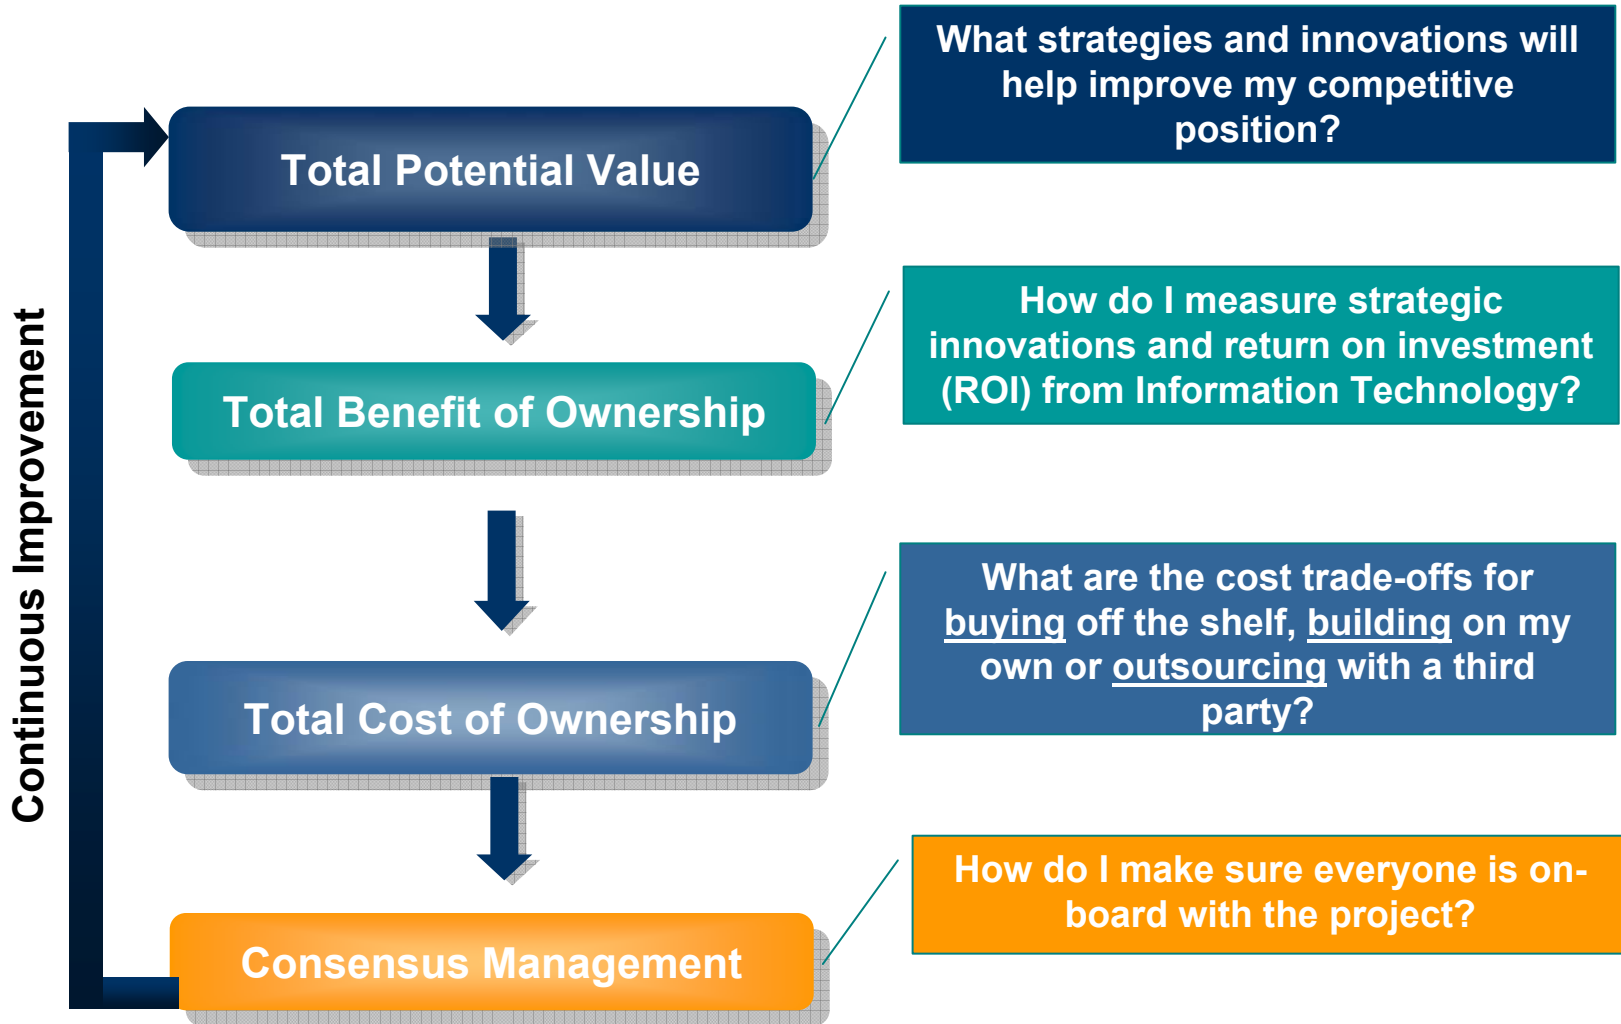 What strategies and innovations will
help improve my competitive
position?
Total Potential Value
How do I measure strategic
innovations and return on investment
(ROI) from Information Technology?
Total Benefit of Ownership
What are the cost trade-offs for
buying off the shelf, building on my
own or outsourcing with a third
party?
Total Cost of Ownership
How do I make sure everyone is on-
board with the project?
Consensus Management
Continuous Improvement